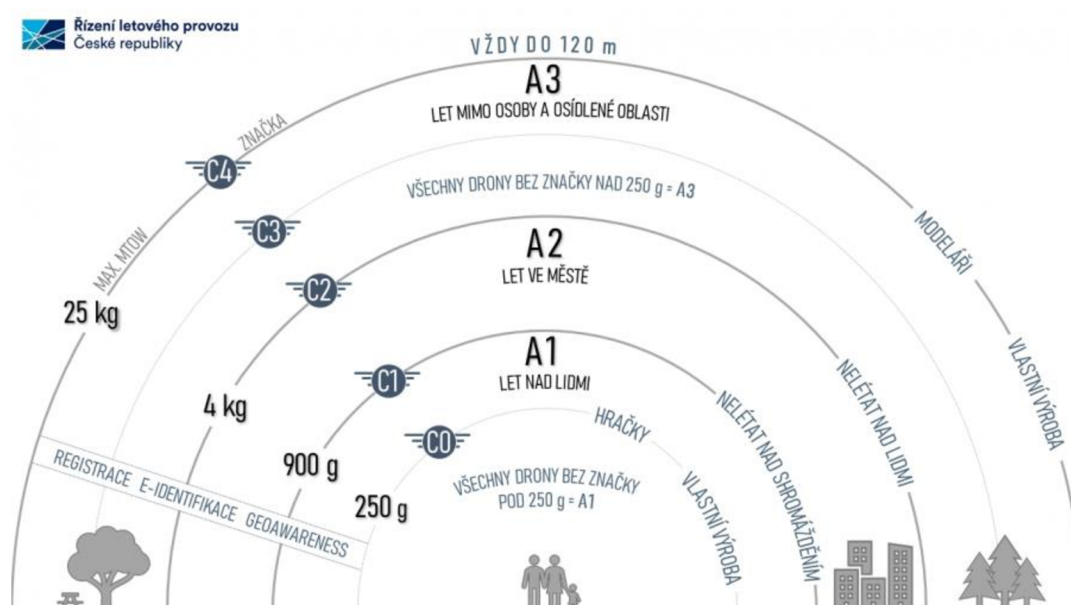 Řízení letového provozu
České republiky
VŽDY DO 120 m
A3
LET MIMO OSOBY A OSÍDLENÉ OBLASTI
ZNAČKA
C4
VŠECHNY DRONY BEZ ZNAČKY NAD 250 g = A3
C3
MODELÁŘI
MAX. MTOW
A2
LET VE MĚSTĚ
C2
25 kg
A1
LET NAD LIDMI
C1
VLASTNÍ VÝROBA
NELÉTAT NAD LIDMI
4 kg
HRAČKY
NELÉTAT NAD SHROMÁŽDĚNÍM
C0
900 g
VŠECHNY DRONY BEZ ZNAČKY
POD 250 g = A1
250 g
VLASTNÍ VÝROBA
REGISTRACE E-IDENTIFIKACE GEOAWARENESS